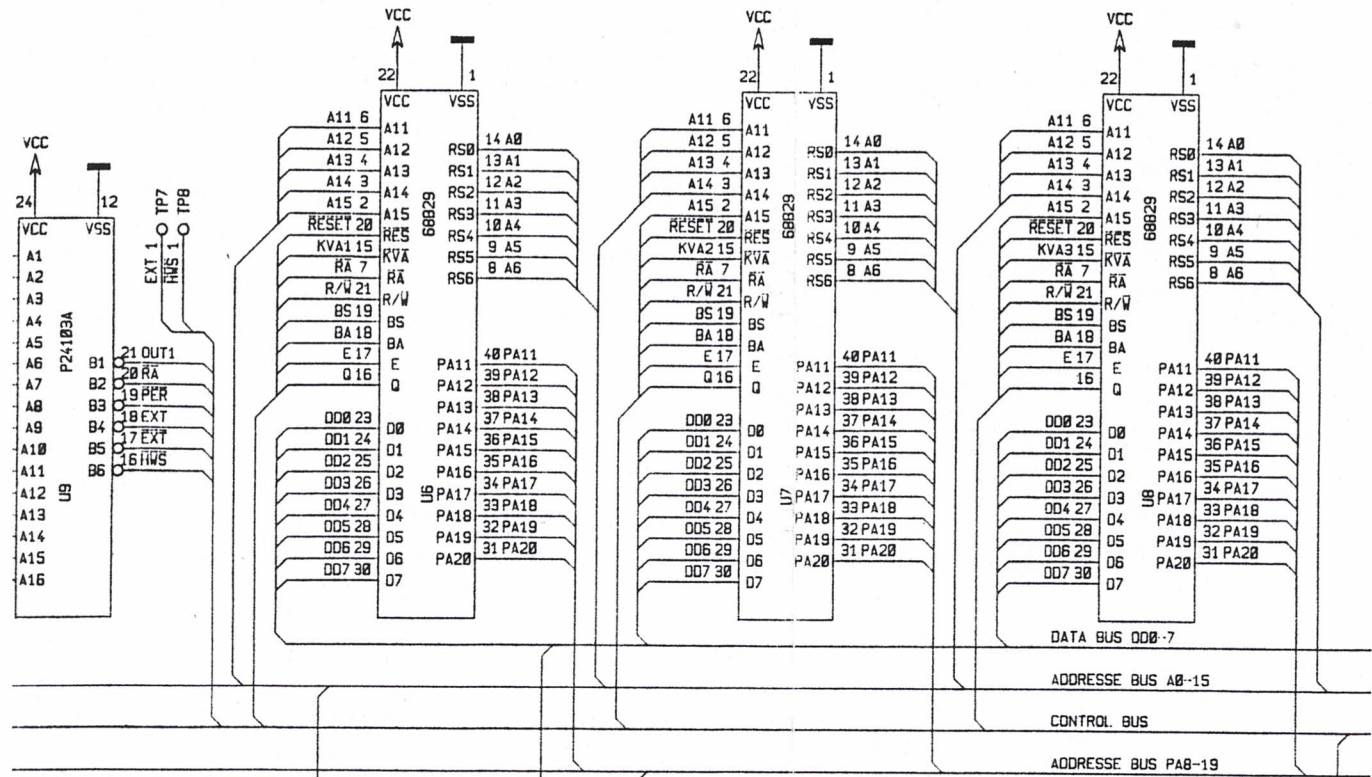 VCC
24
12
VCC VSS
A1
A2
A3
A4
A5
A6
A7
A8
A9
A10
A11
A12
A13
A14
A15
A16
P24103A
U9
B1 21 OUT1
B2 20 RA
B3 19 PER
B4 18 EXT
B5 17 EXT
B6 16 HWS
EXT 1 TP7
HWS 1 TP8
VCC
22
1
VCC VSS
A11 6 A11
A12 5 A12
A13 4 A13
A14 3 A14
A15 2 A15
RESET 20 RES
KVA1 15 KVA
RA 7 RA
R/W 21 R/W
BS 19 BS
BA 18 BA
E 17 E
Q 16 Q
DD0 23 D0
DD1 24 D1
DD2 25 D2
DD3 26 D3
DD4 27 D4
DD5 28 D5
DD6 29 D6
DD7 30 D7
68B29
U6
RS0 14 A0
RS1 13 A1
RS2 12 A2
RS3 11 A3
RS4 10 A4
RS5 9 A5
RS6 8 A6
PA11 40 PA11
PA12 39 PA12
PA13 38 PA13
PA14 37 PA14
PA15 36 PA15
PA16 35 PA16
PA17 34 PA17
PA18 33 PA18
PA19 32 PA19
PA20 31 PA20
VCC
22
1
VCC VSS
A11 6 A11
A12 5 A12
A13 4 A13
A14 3 A14
A15 2 A15
RESET 20 RES
KVA2 15 KVA
RA 7 RA
R/W 21 R/W
BS 19 BS
BA 18 BA
E 17 E
Q 16 Q
DD0 23 D0
DD1 24 D1
DD2 25 D2
DD3 26 D3
DD4 27 D4
DD5 28 D5
DD6 29 D6
DD7 30 D7
68B29
U7
RS0 14 A0
RS1 13 A1
RS2 12 A2
RS3 11 A3
RS4 10 A4
RS5 9 A5
RS6 8 A6
PA11 40 PA11
PA12 39 PA12
PA13 38 PA13
PA14 37 PA14
PA15 36 PA15
PA16 35 PA16
PA17 34 PA17
PA18 33 PA18
PA19 32 PA19
PA20 31 PA20
VCC
22
1
VCC VSS
A11 6 A11
A12 5 A12
A13 4 A13
A14 3 A14
A15 2 A15
RESET 20 RES
KVA3 15 KVA
RA 7 RA
R/W 21 R/W
BS 19 BS
BA 18 BA
E 17 E
16 Q
DD0 23 D0
DD1 24 D1
DD2 25 D2
DD3 26 D3
DD4 27 D4
DD5 28 D5
DD6 29 D6
DD7 30 D7
68B29
U8
RS0 14 A0
RS1 13 A1
RS2 12 A2
RS3 11 A3
RS4 10 A4
RS5 9 A5
RS6 8 A6
PA11 40 PA11
PA12 39 PA12
PA13 38 PA13
PA14 37 PA14
PA15 36 PA15
PA16 35 PA16
PA17 34 PA17
PA18 33 PA18
PA19 32 PA19
PA20 31 PA20
DATA BUS DD0--7
ADDRESSE BUS A0--15
CONTROL BUS
ADDRESSE BUS PA8-19